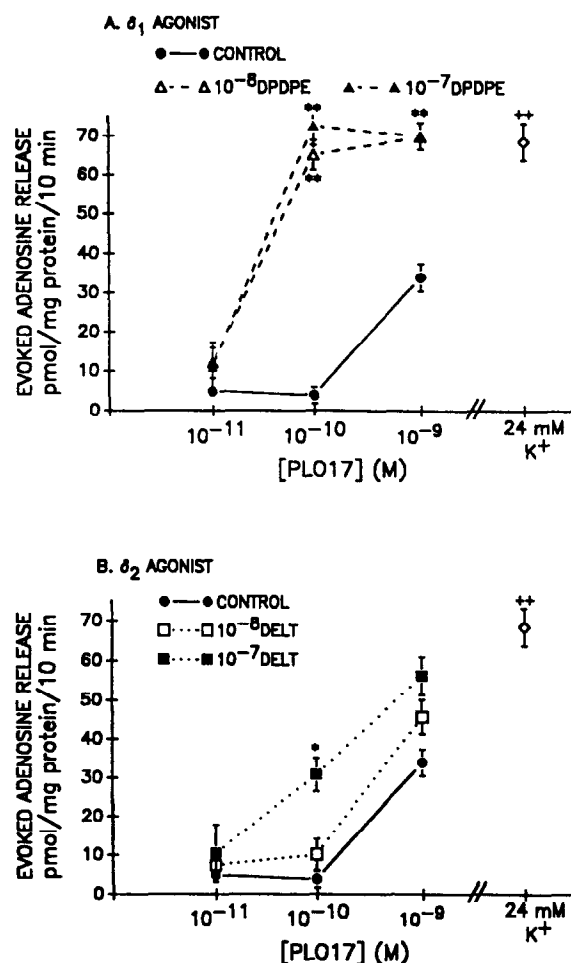 A. δ₁ AGONIST
CONTROL
10⁻⁸DPDPE 10⁻⁷DPDPE
EVOKED ADENOSINE RELEASE
pmol/mg protein/10 min
70
60
50
40
30
20
10
0
** ** ** ++
10⁻¹¹ 10⁻¹⁰ 10⁻⁹ 24 mM
K⁺
[PLO17] (M)
B. δ₂ AGONIST
CONTROL
10⁻⁸DELT
10⁻⁷DELT
EVOKED ADENOSINE RELEASE
pmol/mg protein/10 min
70
60
50
40
30
20
10
0
* ++
10⁻¹¹ 10⁻¹⁰ 10⁻⁹ 24 mM
K⁺
[PLO17] (M)